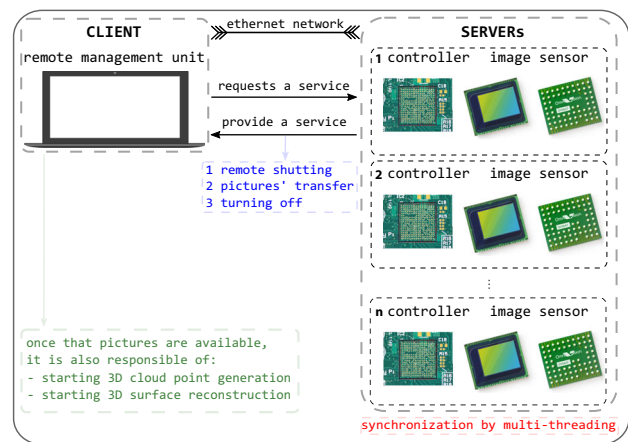 CLIENT
remote management unit
ethernet network
requests a service
provide a service
1 remote shutting
2 pictures' transfer
3 turning off
SERVERs
1 controller image sensor
2 controller image sensor
...
n controller image sensor
once that pictures are available,
it is also responsible of:
- starting 3D cloud point generation
- starting 3D surface reconstruction
synchronization by multi-threading